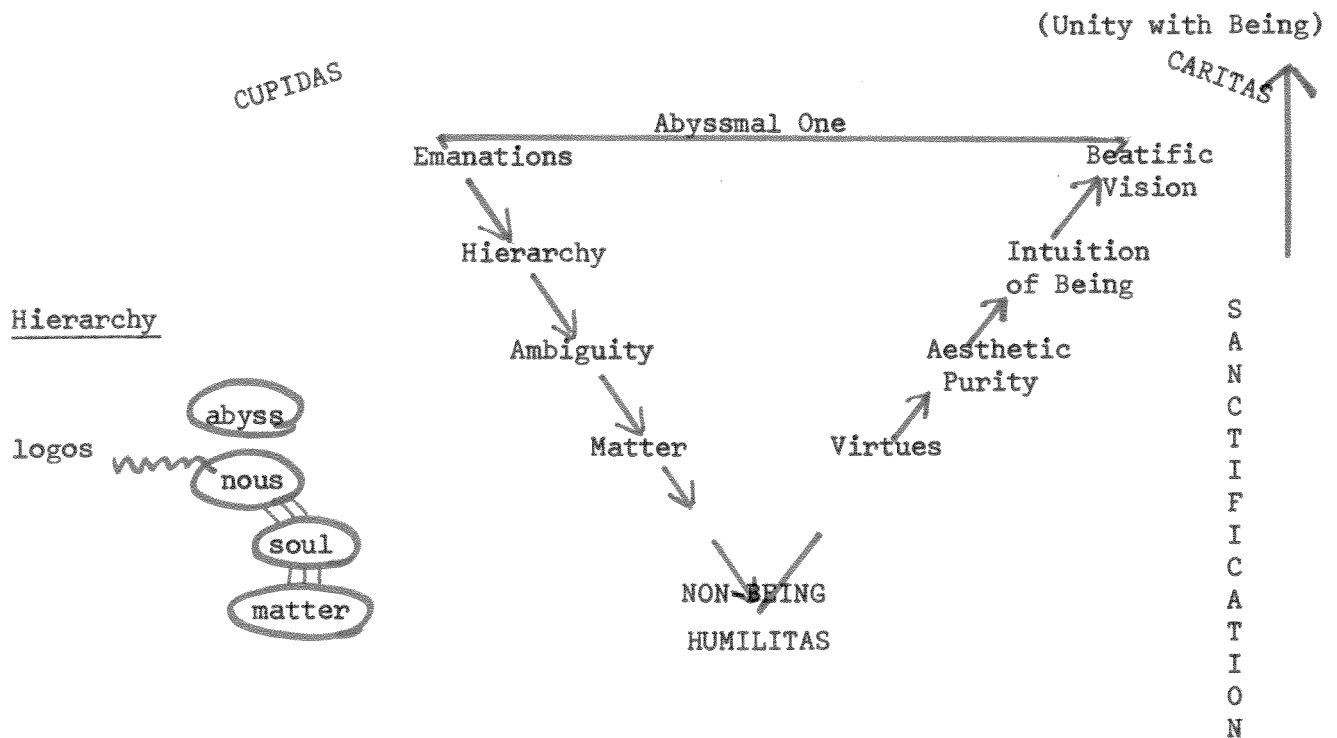 (Unity with Being)
CUPIDAS
CARITAS
Abyssmal One
Emanations
Beatific
Vision
Hierarchy
Intuition
of Being
Hierarchy
Ambiguity
Aesthetic
Purity
abyss
logos
nous
Matter
Virtues
soul
matter
NON-BEING
HUMILITAS
S
A
N
C
T
I
F
I
C
A
T
I
O
N